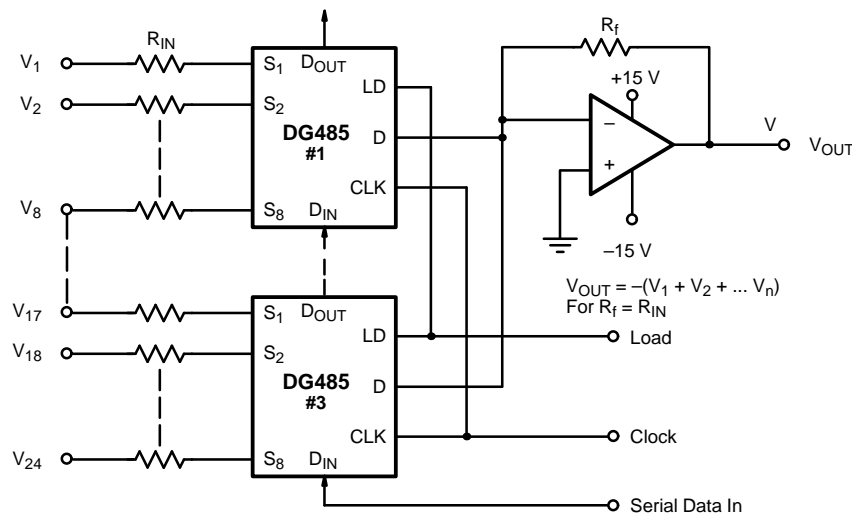 V1
RIN
V2
V8
V17
V18
V24
S1
DOUT
S2
LD
DG485
#1
D
CLK
S8
DIN
S1
DOUT
S2
LD
DG485
#3
D
CLK
S8
DIN
Rf
+15 V
–
+
–15 V
V
VOUT
VOUT = –(V1 + V2 + ... Vn)
For Rf = RIN
Load
Clock
Serial Data In